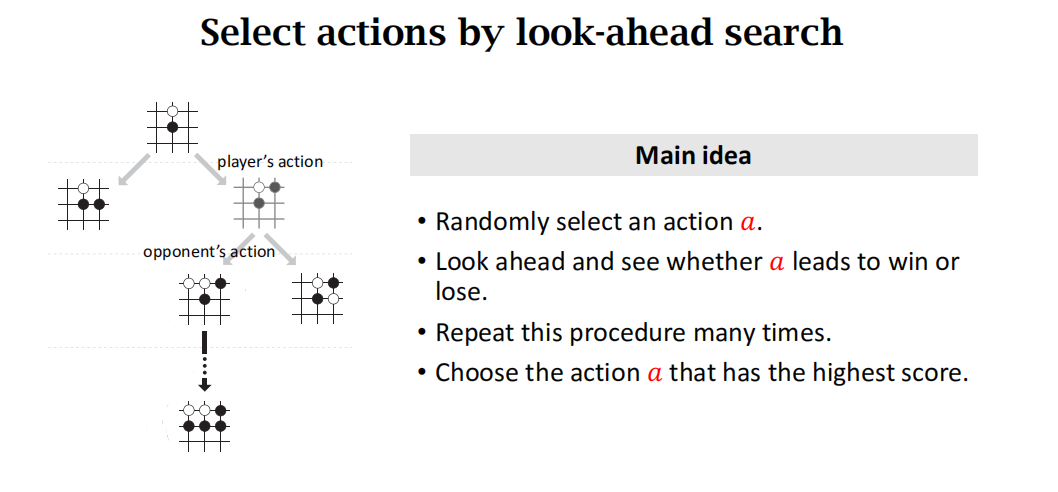 Select actions by look-ahead search
player's action
opponent's action
Main idea
• Randomly select an action a.
• Look ahead and see whether a leads to win or
lose.
• Repeat this procedure many times.
• Choose the action a that has the highest score.